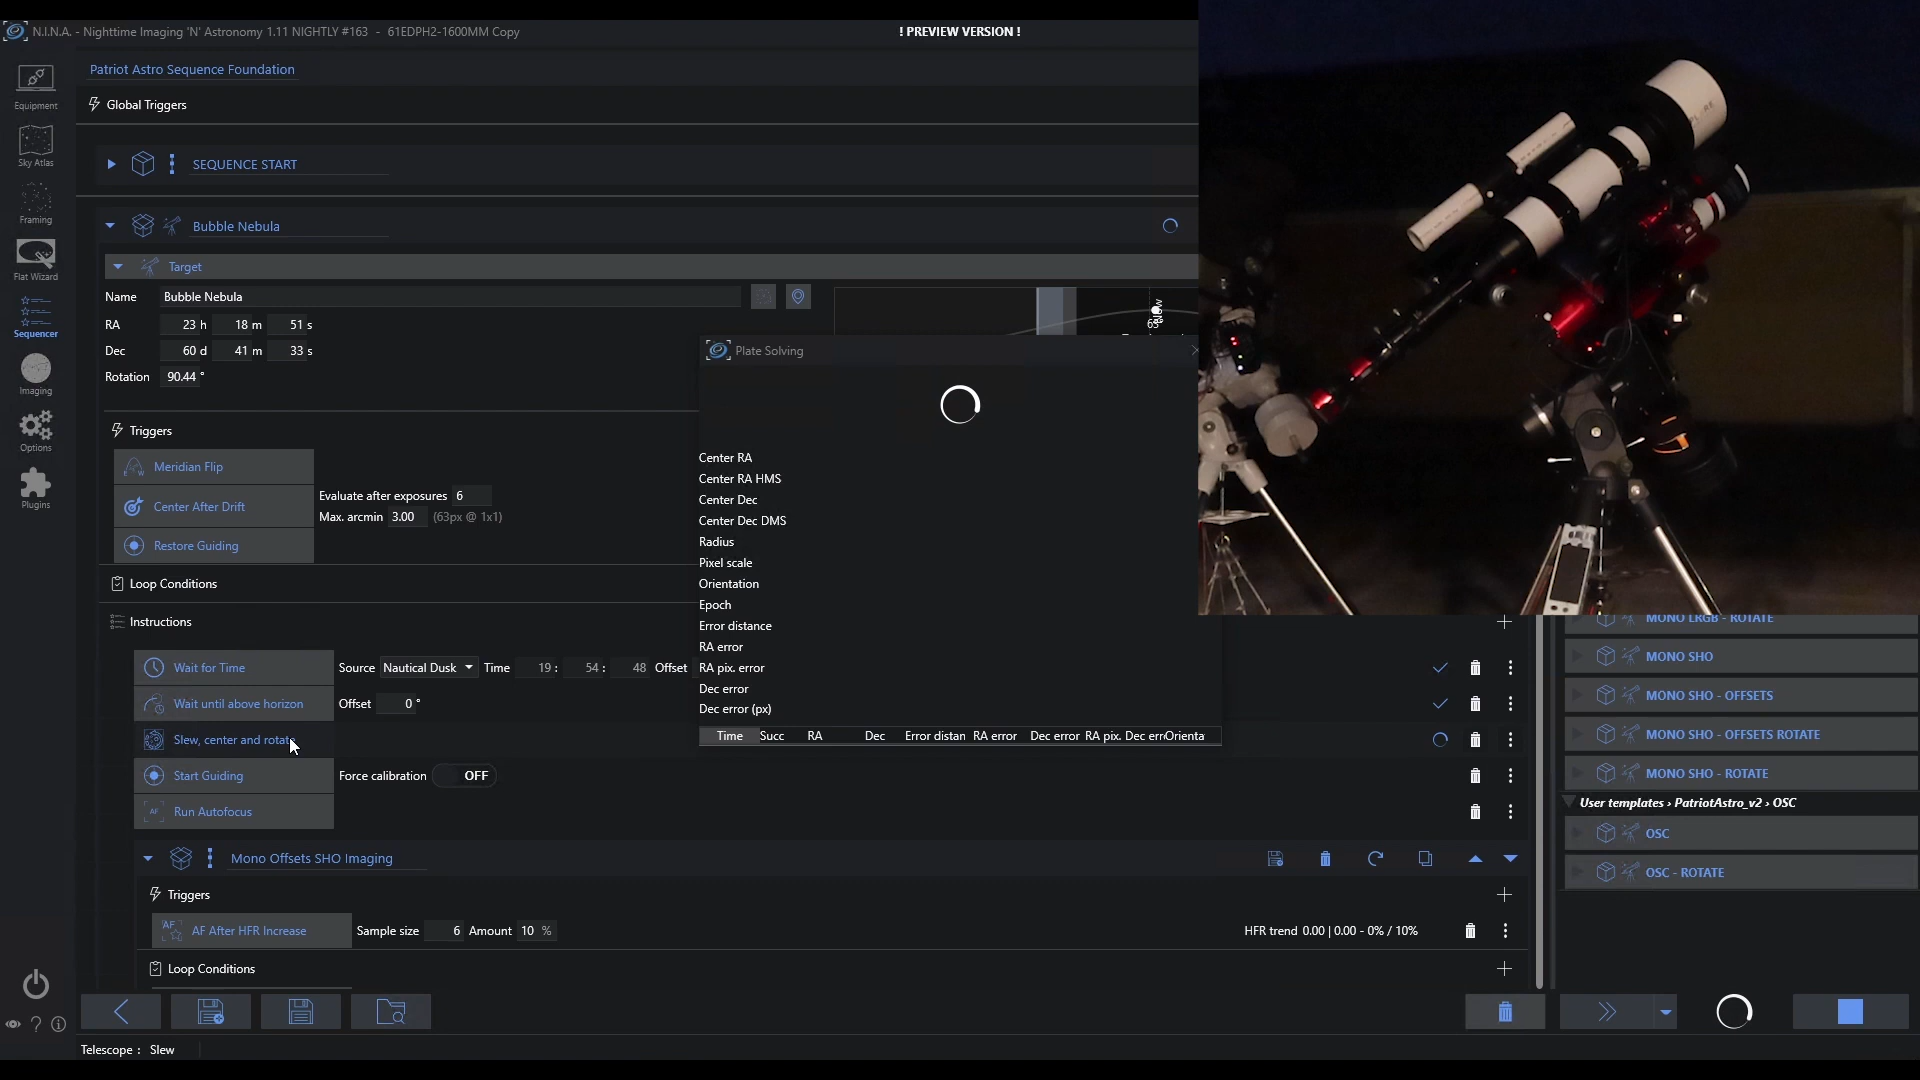 N.I.N.A. - Nighttime Imaging 'N' Astronomy 1.11 NIGHTLY #163 - 61EDPH2-1600MM Copy
! PREVIEW VERSION !
Patriot Astro Sequence Foundation
Global Triggers
SEQUENCE START
Bubble Nebula
Target
Name Bubble Nebula
RA 23 h 18 m 51 s
Dec 60 d 41 m 33 s
Rotation 90.44 °
Now
63°
Triggers
Meridian Flip
Center After Drift
Evaluate after exposures 6
Max. arcmin 3.00 (63px @ 1x1)
Restore Guiding
Loop Conditions
Instructions
Wait for Time Source Nautical Dusk Time 19 : 54 : 48 Offset
Wait until above horizon Offset 0 °
Slew, center and rotate
Start Guiding Force calibration OFF
Run Autofocus
Mono Offsets SHO Imaging
Triggers
AF After HFR Increase Sample size 6 Amount 10 % HFR trend 0.00 | 0.00 - 0% / 10%
Loop Conditions
Plate Solving
Center RA
Center RA HMS
Center Dec
Center Dec DMS
Radius
Pixel scale
Orientation
Epoch
Error distance
RA error
RA pix. error
Dec error
Dec error (px)
Time Succ RA Dec Error distan RA error Dec error RA pix. Dec err Orienta
MONO LRGB - ROTATE
MONO SHO
MONO SHO - OFFSETS
MONO SHO - OFFSETS ROTATE
MONO SHO - ROTATE
User templates › PatriotAstro_v2 › OSC
OSC
OSC - ROTATE
Equipment
Sky Atlas
Framing
Flat Wizard
Sequencer
Imaging
Options
Plugins
Telescope : Slew